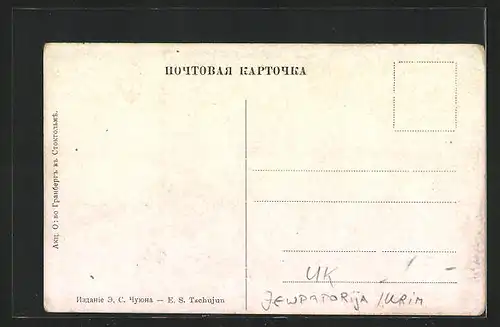 ПОЧТОВАЯ КАРТОЧКА
Акц. О:во Гранбергъ въ Стокгольмѣ.
Изданіе Э. С. Чуюна — E. S. Tschujun
UK
JEWPATORIJA / KRIM